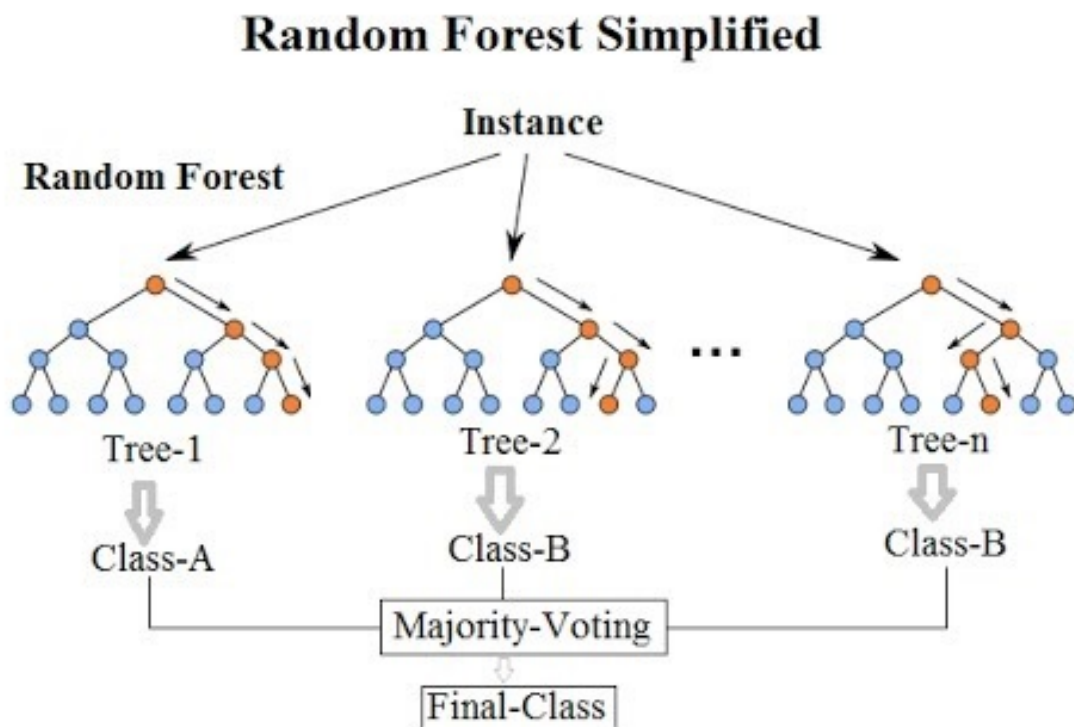 Random Forest Simplified
Instance
Random Forest
...
Tree-1
Tree-2
Tree-n
Class-A
Class-B
Class-B
Majority-Voting
Final-Class